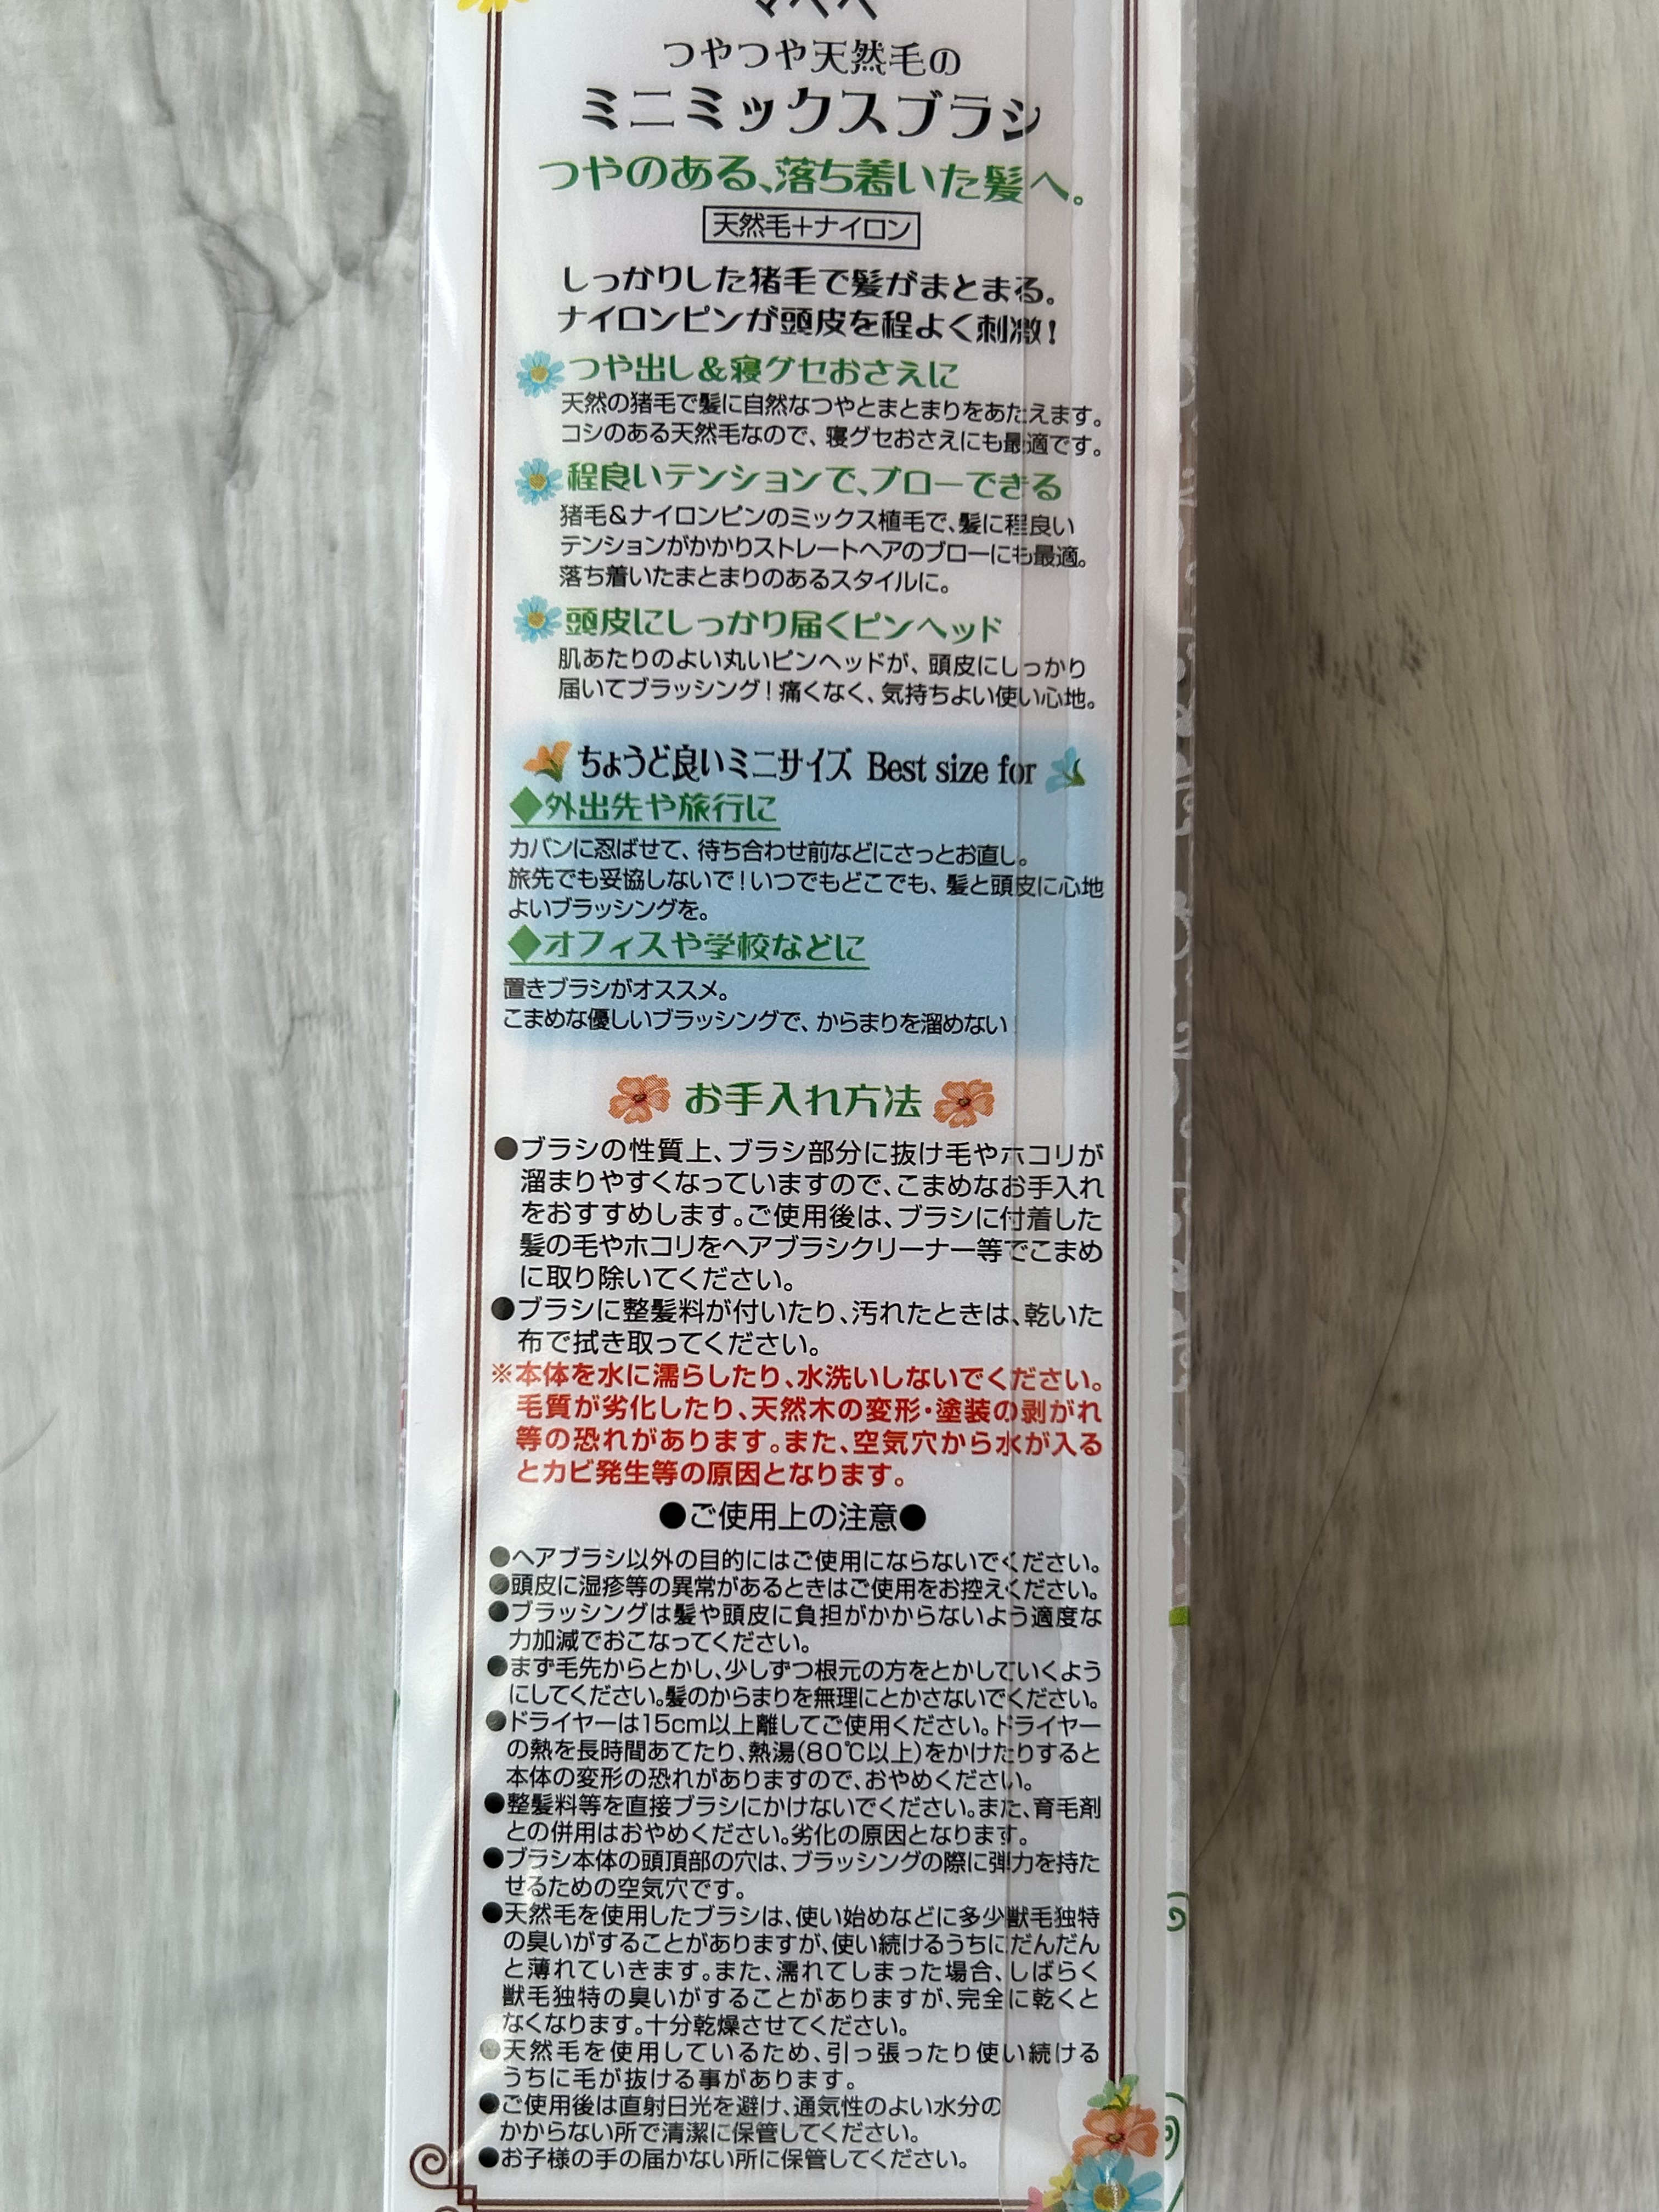 つやつや天然毛の
ミニミックスブラシ
つやのある、落ち着いた髪へ。
天然毛+ナイロン
しっかりした猪毛で髪がまとまる。
ナイロンピンが頭皮を程よく刺激!
つや出し&寝グセおさえに
天然の猪毛で髪に自然なつやとまとまりをあたえます。
コシのある天然毛なので、寝グセおさえにも最適です。
程良いテンションで、ブローできる
猪毛&ナイロンピンのミックス植毛で、髪に程良い
テンションがかかりストレートヘアのブローにも最適。
落ち着いたまとまりのあるスタイルに。
頭皮にしっかり届くピンヘッド
肌あたりのよい丸いピンヘッドが、頭皮にしっかり
届いてブラッシング!痛くなく、気持ちよい使い心地。
ちょうど良いミニサイズ Best size for
◆外出先や旅行に
カバンに忍ばせて、待ち合わせ前などにさっとお直し。
旅先でも妥協しないで!いつでもどこでも、髪と頭皮に心地
よいブラッシングを。
◆オフィスや学校などに
置きブラシがオススメ。
こまめな優しいブラッシングで、からまりを溜めない
お手入れ方法
●ブラシの性質上、ブラシ部分に抜け毛やホコリが
溜まりやすくなっていますので、こまめなお手入れ
をおすすめします。ご使用後は、ブラシに付着した
髪の毛やホコリをヘアブラシクリーナー等でこまめ
に取り除いてください。
●ブラシに整髪料が付いたり、汚れたときは、乾いた
布で拭き取ってください。
※本体を水に濡らしたり、水洗いしないでください。
毛質が劣化したり、天然木の変形・塗装の剥がれ
等の恐れがあります。また、空気穴から水が入る
とカビ発生等の原因となります。
●ご使用上の注意●
●ヘアブラシ以外の目的にはご使用にならないでください。
●頭皮に湿疹等の異常があるときはご使用をお控えください。
●ブラッシングは髪や頭皮に負担がかからないよう適度な
力加減でおこなってください。
●まず毛先からとかし、少しずつ根元の方をとかしていくよう
にしてください。髪のからまりを無理にとかさないでください。
●ドライヤーは15cm以上離してご使用ください。ドライヤー
の熱を長時間あてたり、熱湯(80℃以上)をかけたりすると
本体の変形の恐れがありますので、おやめください。
●整髪料等を直接ブラシにかけないでください。また、育毛剤
との併用はおやめください。劣化の原因となります。
●ブラシ本体の頭頂部の穴は、ブラッシングの際に弾力を持た
せるための空気穴です。
●天然毛を使用したブラシは、使い始めなどに多少獣毛独特
の臭いがすることがありますが、使い続けるうちにだんだん
と薄れていきます。また、濡れてしまった場合、しばらく
獣毛独特の臭いがすることがありますが、完全に乾くと
なくなります。十分乾燥させてください。
●天然毛を使用しているため、引っ張ったり使い続ける
うちに毛が抜ける事があります。
●ご使用後は直射日光を避け、通気性のよい水分の
かからない所で清潔に保管してください。
●お子様の手の届かない所に保管してください。